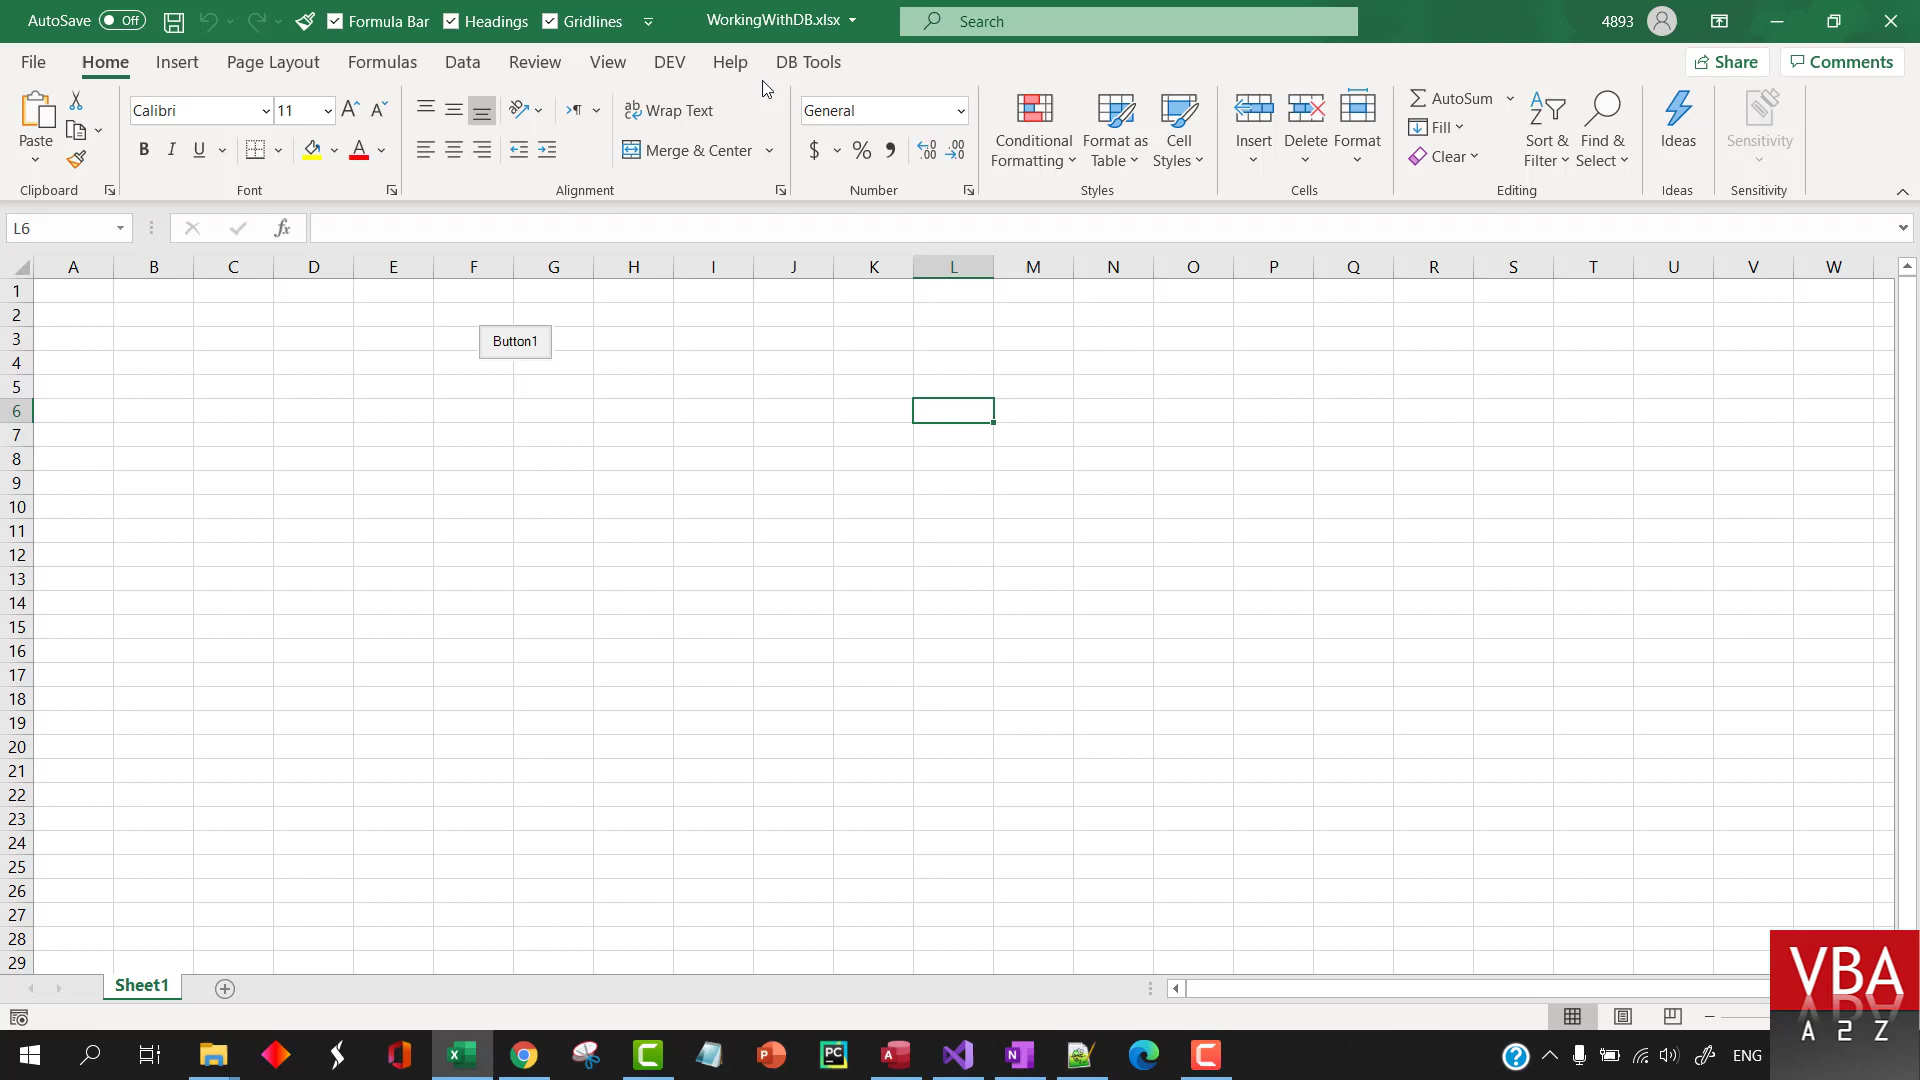 AutoSave Off Formula Bar Headings Gridlines WorkingWithDB.xlsx Search 4893
File Home Insert Page Layout Formulas Data Review View DEV Help DB Tools Share Comments
Paste Calibri 11 Wrap Text General Conditional Formatting Format as Table Cell Styles Insert Delete Format AutoSum Sort & Filter Find & Select Ideas Sensitivity
B I U Merge & Center $ % Fill
Clear
Clipboard Font Alignment Number Styles Cells Editing Ideas Sensitivity
L6 fx
A B C D E F G H I J K L M N O P Q R S T U V W
1
2
3 Button1
4
5
6
7
8
9
10
11
12
13
14
15
16
17
18
19
20
21
22
23
24
25
26
27
28
29
Sheet1
VBA
A 2 Z
ENG